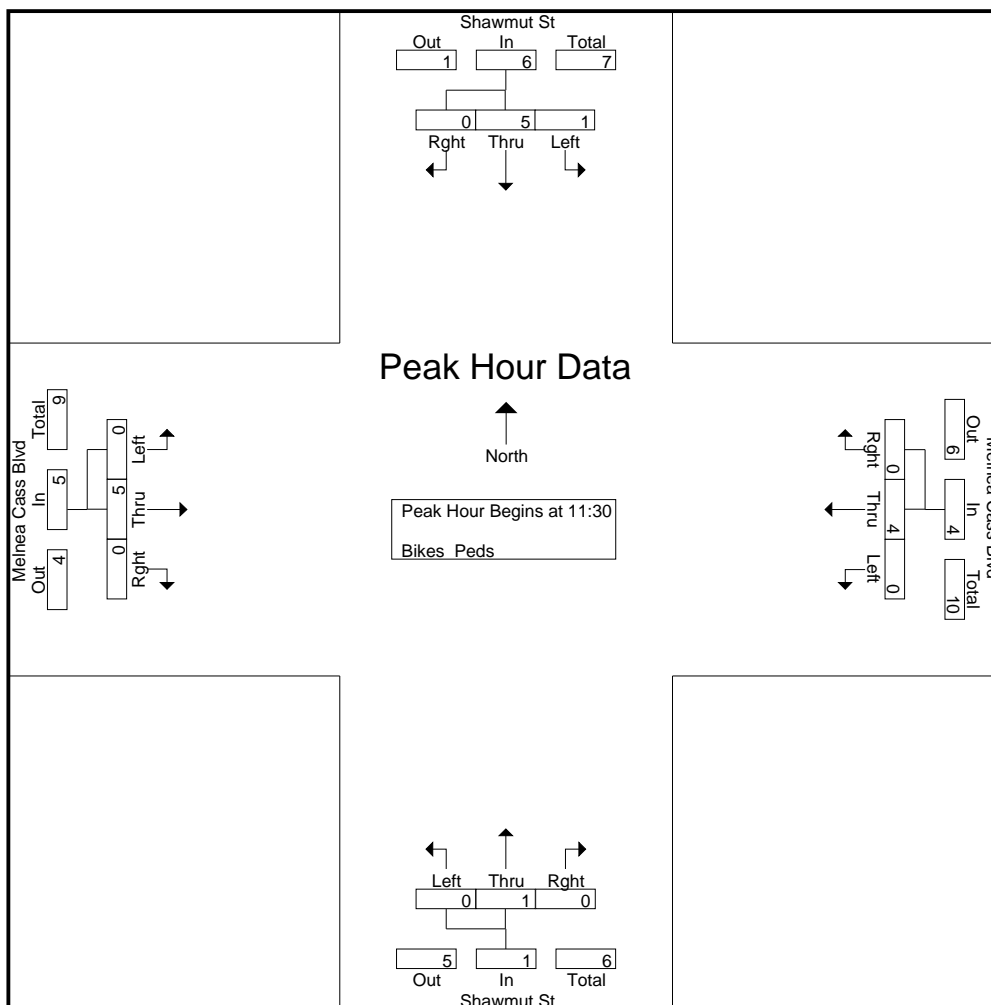 Shawmut St
Out In Total
1 6 7
0 5 1
Rght Thru Left
Peak Hour Data
North
Peak Hour Begins at 11:30
Bikes Peds
Melnea Cass Blvd
Out In Total
4 5 9
0 5 0
Rght Thru Left
Melnea Cass Blvd
Out In Total
6 4 10
0 4 0
Rght Thru Left
Left Thru Rght
0 1 0
5 1 6
Out In Total
Shawmut St